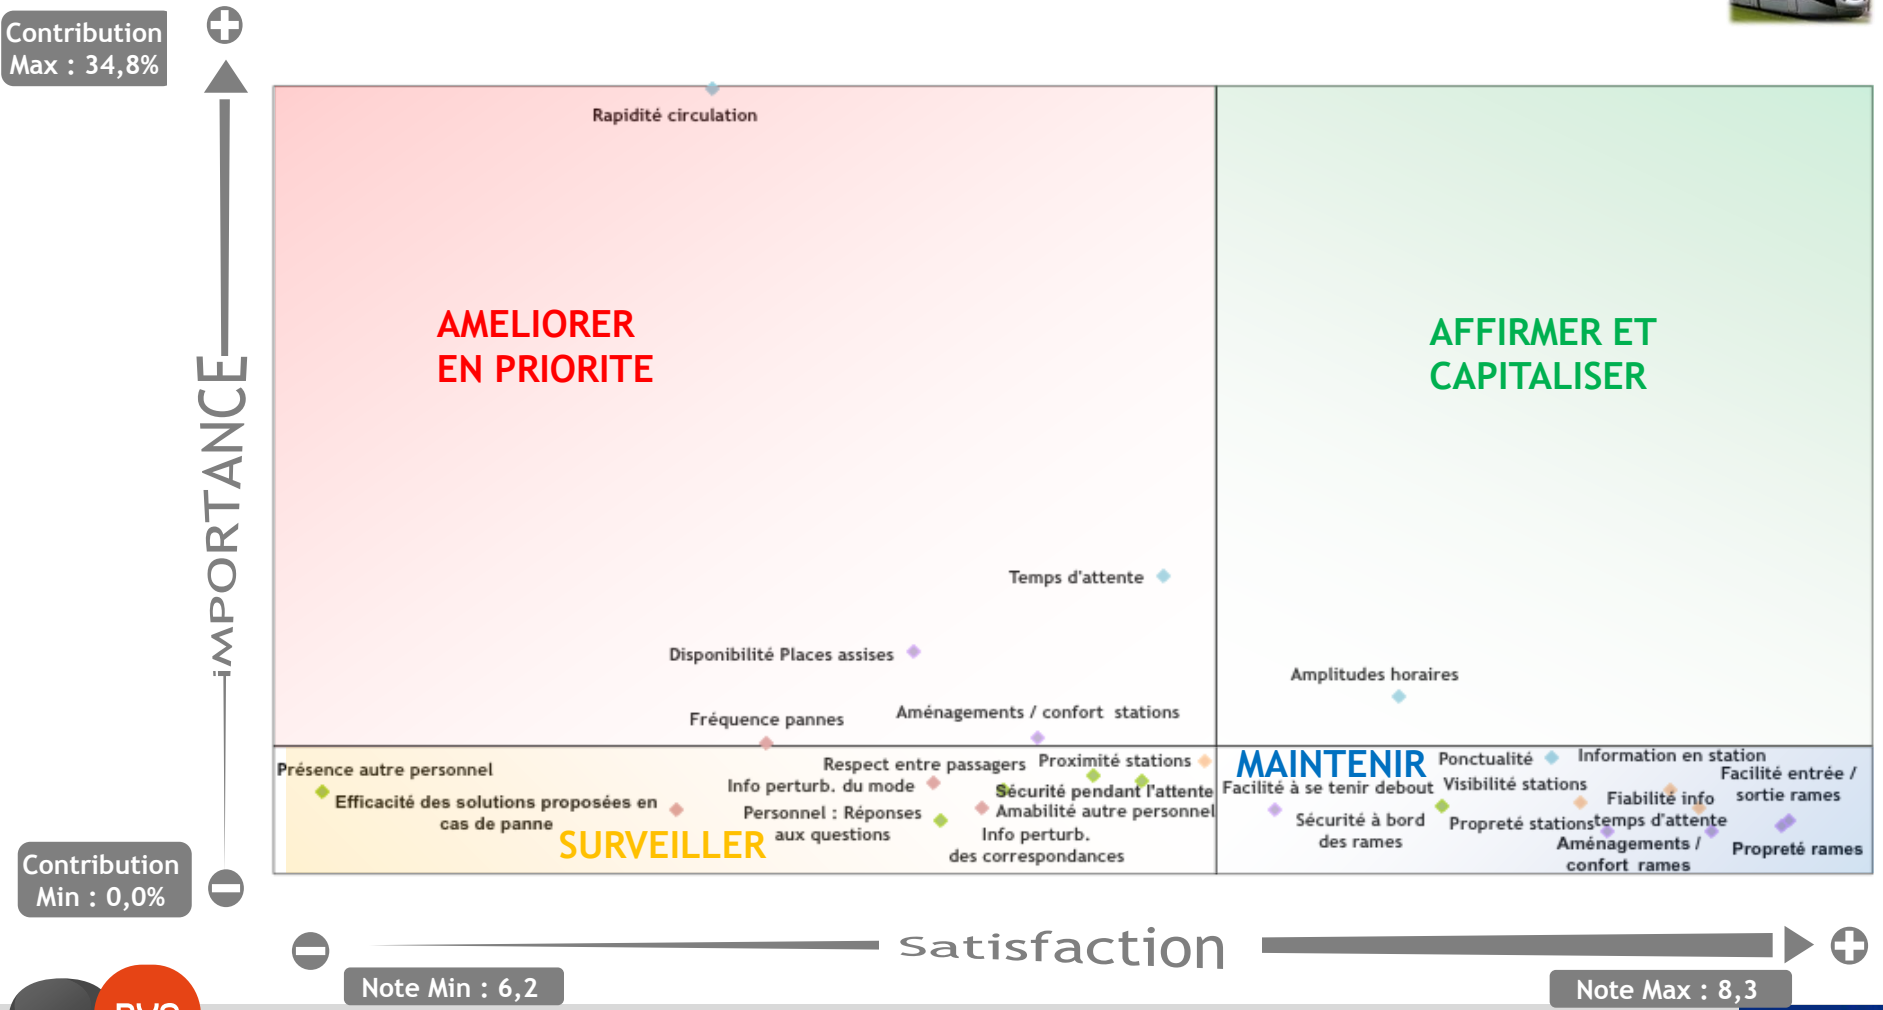 Contribution
Max : 34,8%
Rapidité circulation
AMELIORER
EN PRIORITE
AFFIRMER ET
CAPITALISER
iMPORTANCE
Temps d'attente
Disponibilité Places assises
Amplitudes horaires
Fréquence pannes
Aménagements / confort stations
Présence autre personnel
Efficacité des solutions proposées en
cas de panne
SURVEILLER
Respect entre passagers
Proximité stations
Info perturb. du mode
Sécurité pendant l'attente
Personnel : Réponses
aux questions
Amabilité autre personnel
Info perturb.
des correspondances
MAINTENIR
Ponctualité
Information en station
Facilité à se tenir debout
Visibilité stations
Facilité entrée /
sortie rames
Sécurité à bord
des rames
Propreté stations
Fiabilité info
temps d'attente
Aménagements /
confort rames
Propreté rames
Contribution
Min : 0,0%
Satisfaction
Note Min : 6,2
Note Max : 8,3